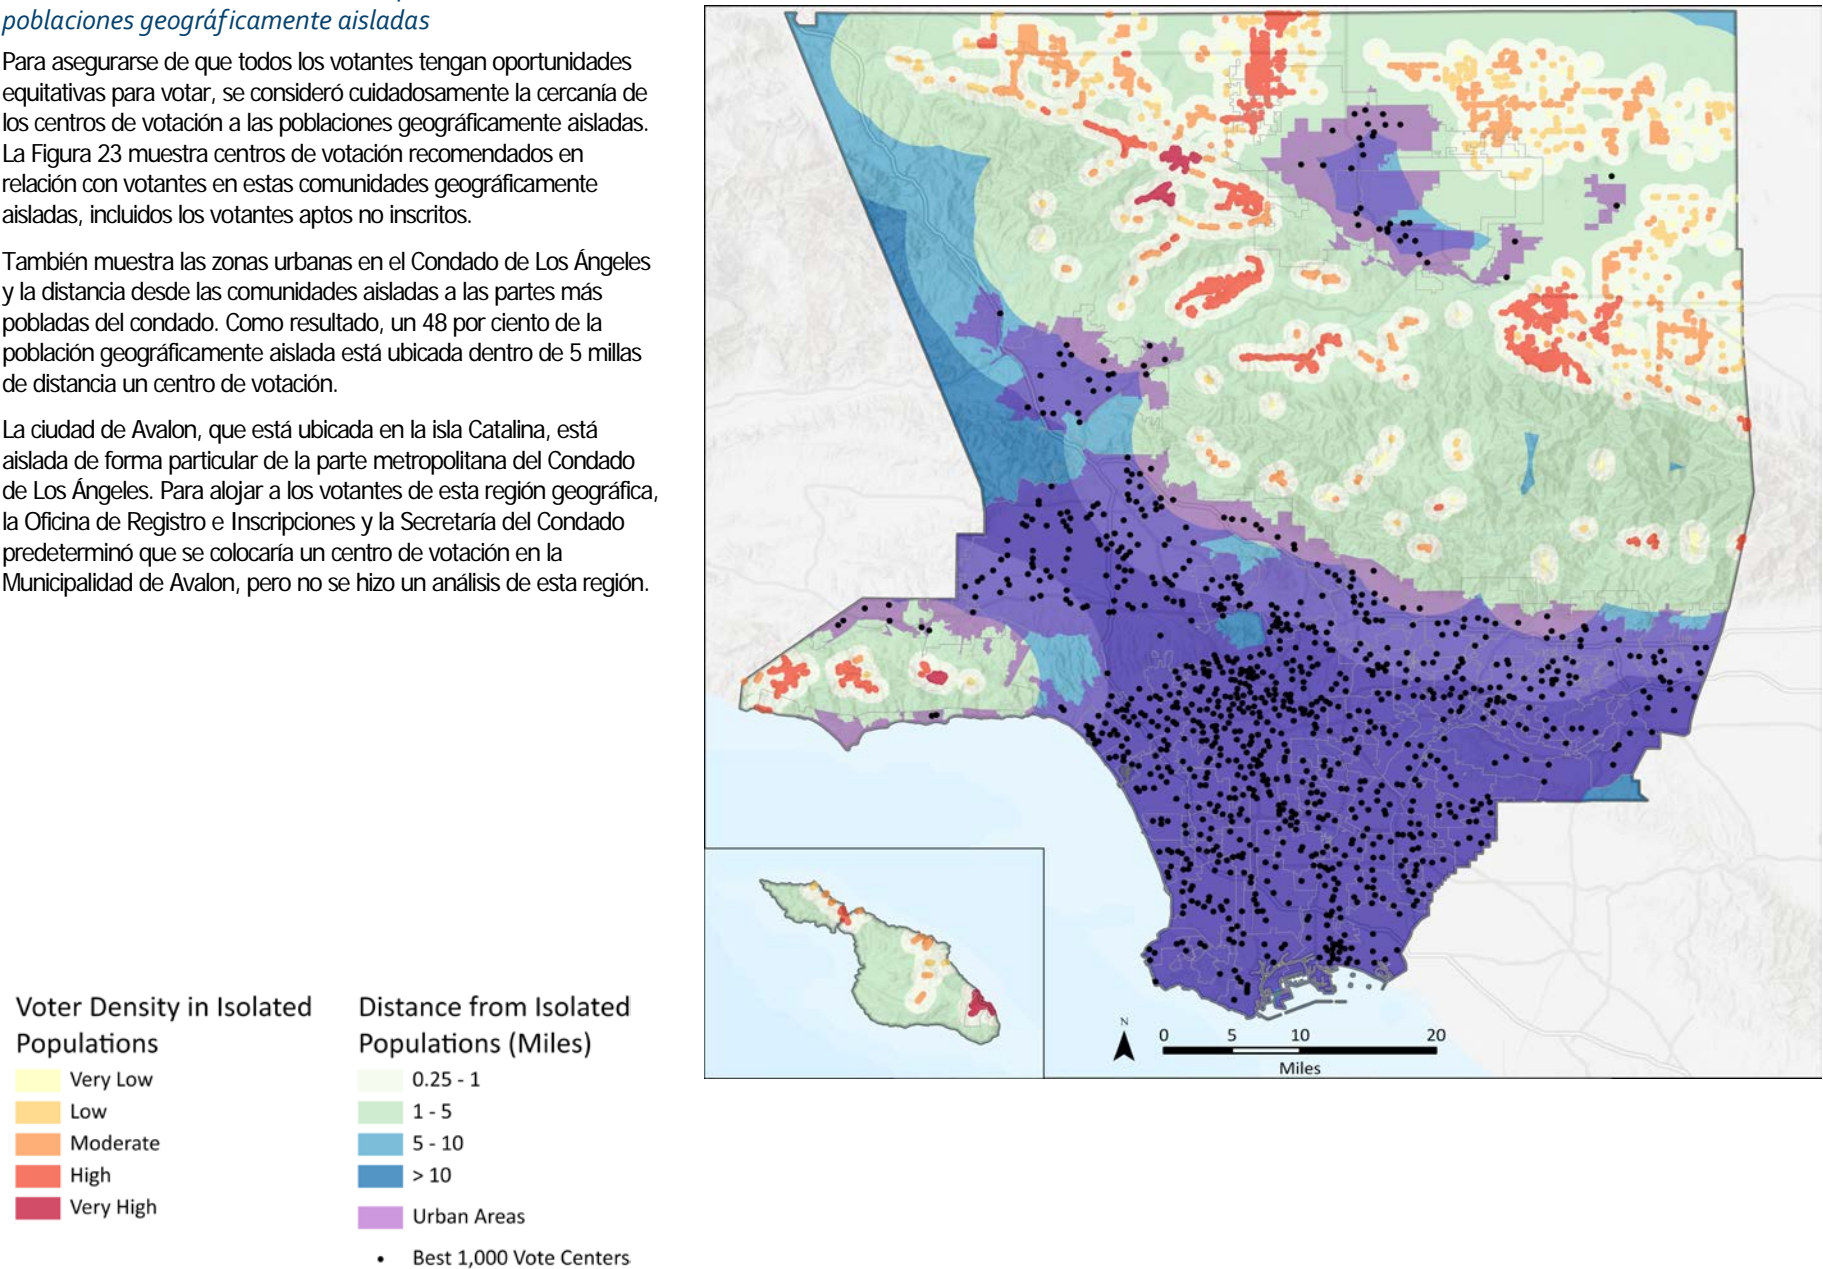 poblaciones geográficamente aisladas
Para asegurarse de que todos los votantes tengan oportunidades
equitativas para votar, se consideró cuidadosamente la cercanía de
los centros de votación a las poblaciones geográficamente aisladas.
La Figura 23 muestra centros de votación recomendados en
relación con votantes en estas comunidades geográficamente
aisladas, incluidos los votantes aptos no inscritos.
También muestra las zonas urbanas en el Condado de Los Ángeles
y la distancia desde las comunidades aisladas a las partes más
pobladas del condado. Como resultado, un 48 por ciento de la
población geográficamente aislada está ubicada dentro de 5 millas
de distancia un centro de votación.
La ciudad de Avalon, que está ubicada en la isla Catalina, está
aislada de forma particular de la parte metropolitana del Condado
de Los Ángeles. Para alojar a los votantes de esta región geográfica,
la Oficina de Registro e Inscripciones y la Secretaría del Condado
predeterminó que se colocaría un centro de votación en la
Municipalidad de Avalon, pero no se hizo un análisis de esta región.
Voter Density in Isolated
Populations
Very Low
Low
Moderate
High
Very High
Distance from Isolated
Populations (Miles)
0.25 - 1
1 - 5
5 - 10
> 10
Urban Areas
Best 1,000 Vote Centers
N
0 5 10 20
Miles